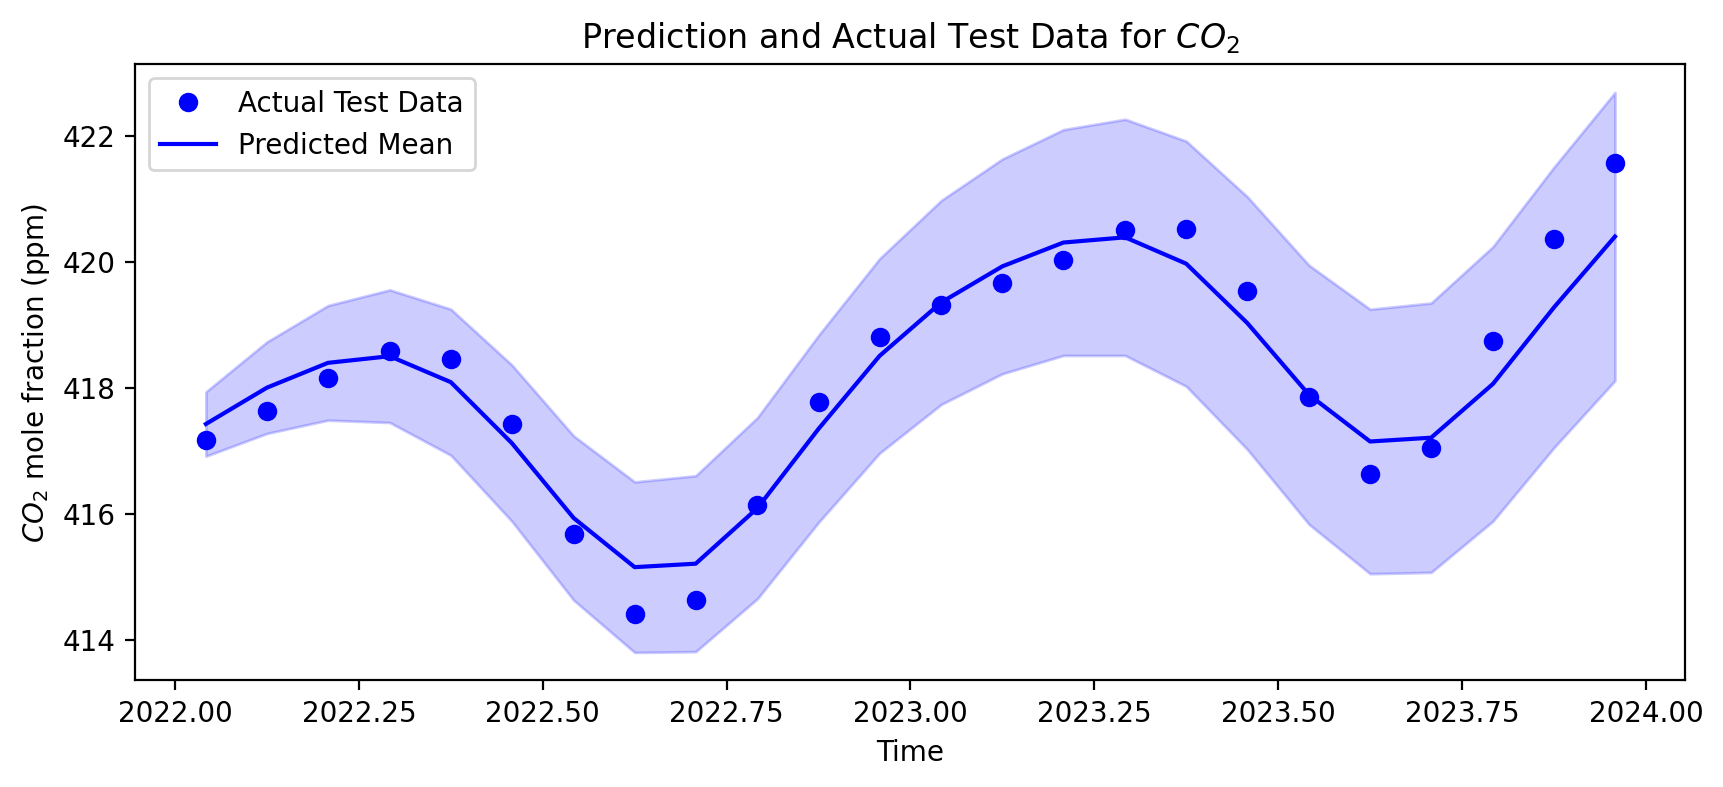 Prediction and Actual Test Data for CO₂
Actual Test Data
Predicted Mean
CO₂ mole fraction (ppm)
422
420
418
416
414
2022.00 2022.25 2022.50 2022.75 2023.00 2023.25 2023.50 2023.75 2024.00
Time